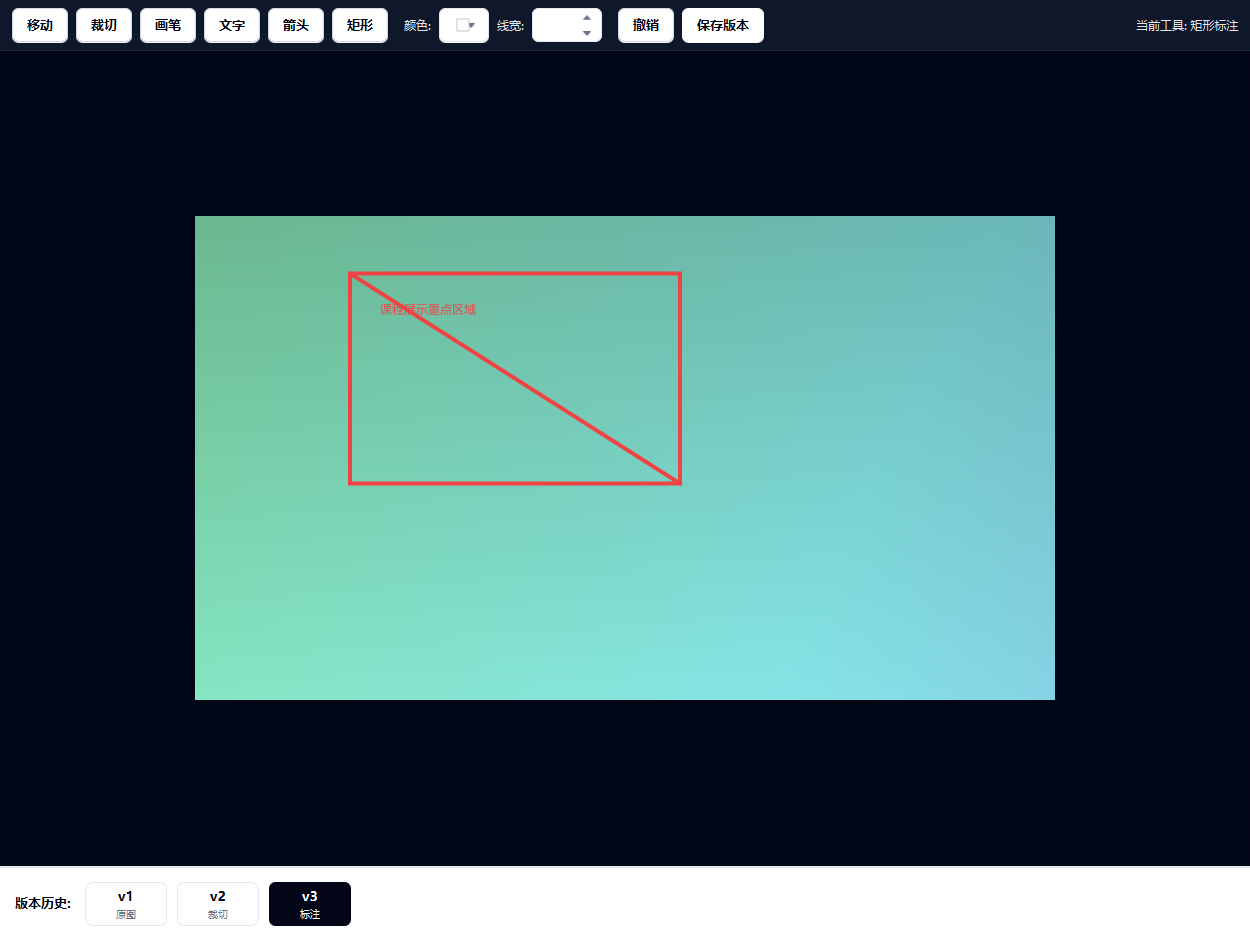 移动 裁切 画笔 文字 箭头 矩形 颜色: 线宽: 撤销 保存版本 当前工具: 矩形标注
课程展示重点区域
版本历史: v1 v2 v3
原图 裁切 标注